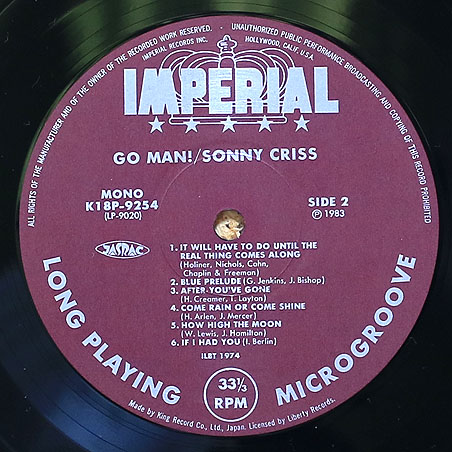 ALL RIGHTS OF THE MANUFACTURER AND OF THE OWNER OF THE RECORDED WORK RESERVED. UNAUTHORIZED PUBLIC PERFORMANCE BROADCASTING AND COPYING OF THIS RECORD PROHIBITED
IMPERIAL RECORDS INC. HOLLYWOOD, CALIF. U.S.A.
IMPERIAL
GO MAN!/SONNY CRISS
MONO
K18P-9254
(LP-9020)
SIDE 2
Ⓟ 1983
JASRAC
1. IT WILL HAVE TO DO UNTIL THE
REAL THING COMES ALONG
(Holiner, Nichols, Cahn,
Chaplin & Freeman)
2. BLUE PRELUDE (G. Jenkins, J. Bishop)
3. AFTER-YOU'VE GONE
(H. Creamer, T. Layton)
4. COME RAIN OR COME SHINE
(H. Arlen, J. Mercer)
5. HOW HIGH THE MOON
(W. Lewis, J. Hamilton)
6. IF I HAD YOU (I. Berlin)
ILBT 1974
LONG PLAYING
33⅓
RPM
MICROGROOVE
Made by King Record Co., Ltd., Japan. Licensed by Liberty Records.